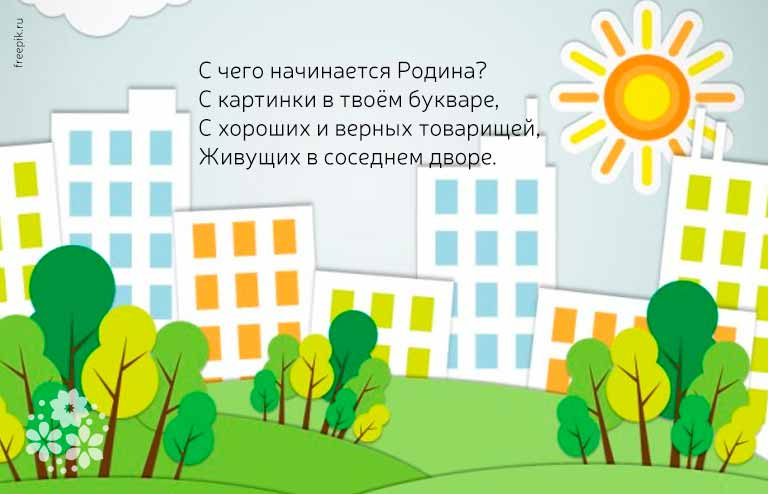 freepik.ru
С чего начинается Родина?
С картинки в твоём букваре,
С хороших и верных товарищей,
Живущих в соседнем дворе.